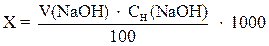 X = V(NaOH) · Cн(NaOH) / 100 · 1000